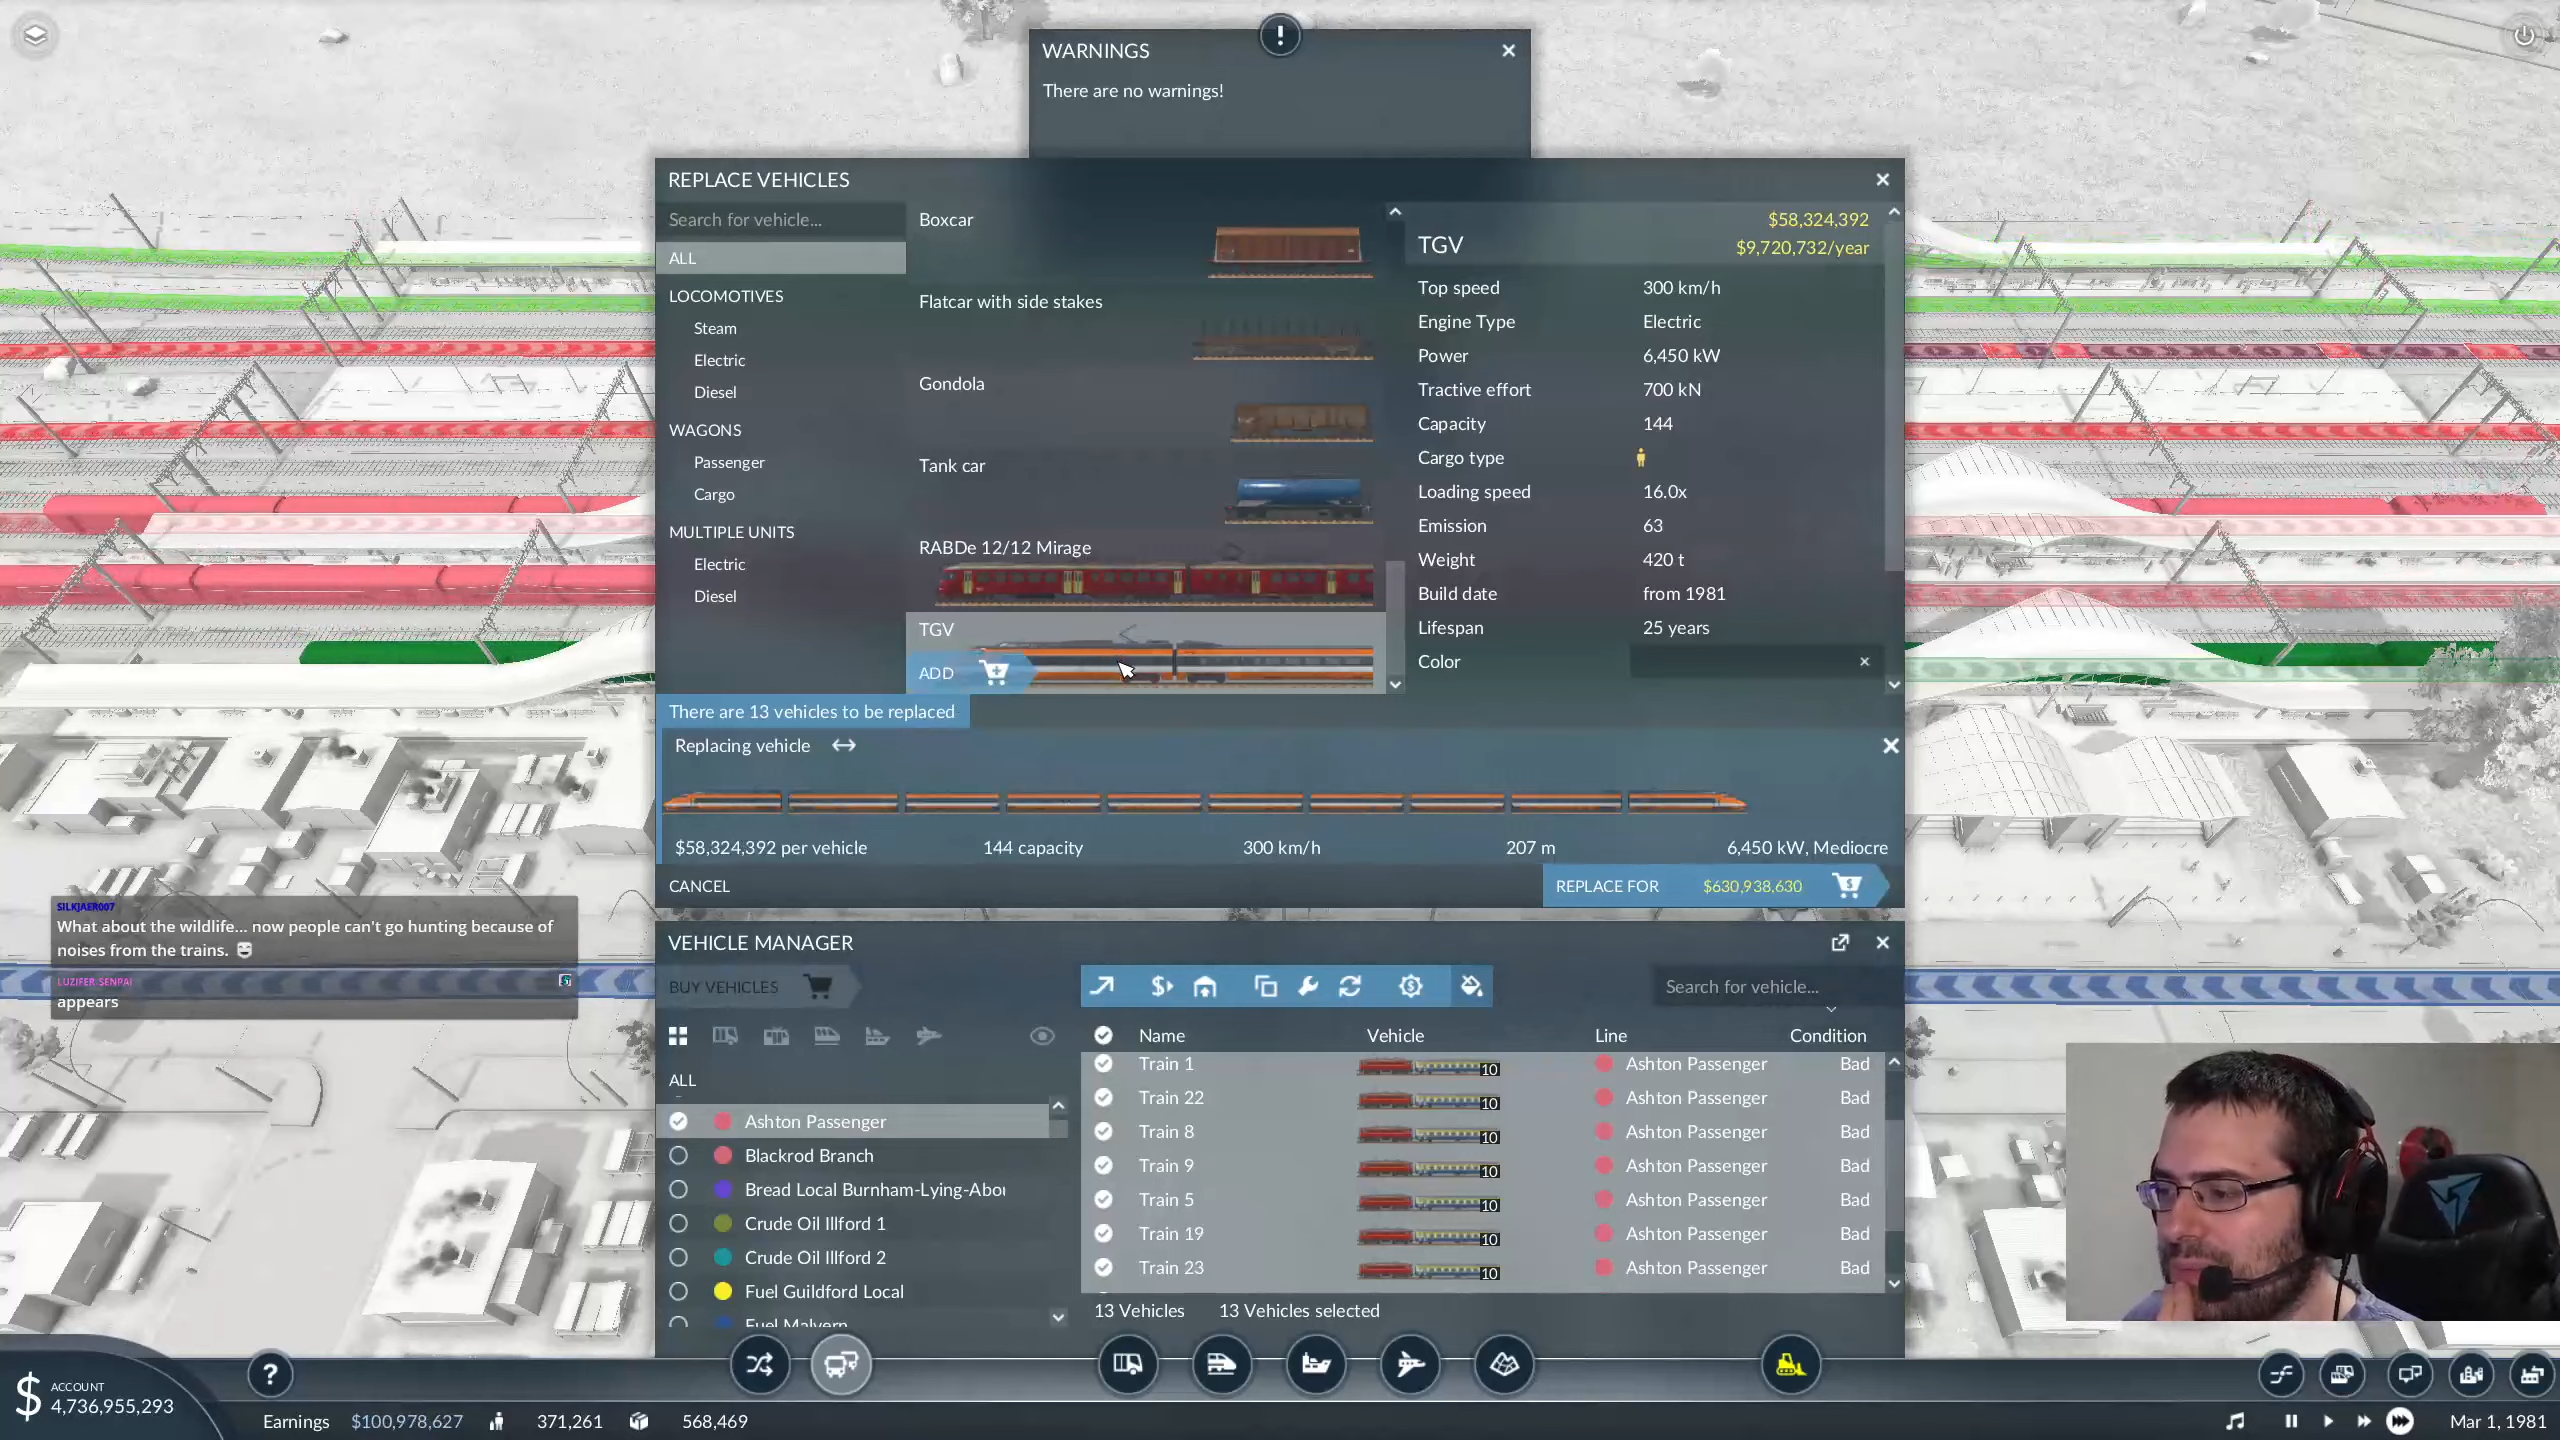 WARNINGS
There are no warnings!
REPLACE VEHICLES
Search for vehicle...
ALL
LOCOMOTIVES
Steam
Electric
Diesel
WAGONS
Passenger
Cargo
MULTIPLE UNITS
Electric
Diesel
Boxcar
Flatcar with side stakes
Gondola
Tank car
RABDe 12/12 Mirage
TGV
ADD
$58,324,392
TGV
$9,720,732/year
Top speed 300 km/h
Engine Type Electric
Power 6,450 kW
Tractive effort 700 kN
Capacity 144
Cargo type
Loading speed 16.0x
Emission 63
Weight 420 t
Build date from 1981
Lifespan 25 years
Color
There are 13 vehicles to be replaced
Replacing vehicle
$58,324,392 per vehicle 144 capacity 300 km/h 207 m 6,450 kW, Mediocre
CANCEL
REPLACE FOR $630,938,630
SILKJAER007
What about the wildlife... now people can't go hunting because of
noises from the trains.
LUZIFER_SENPAI
appears
VEHICLE MANAGER
BUY VEHICLES
Search for vehicle...
ALL
Ashton Passenger
Blackrod Branch
Bread Local Burnham-Lying-Abou
Crude Oil Illford 1
Crude Oil Illford 2
Fuel Guildford Local
Fuel Malvern
Name Vehicle Line Condition
Train 1 10 Ashton Passenger Bad
Train 22 10 Ashton Passenger Bad
Train 8 10 Ashton Passenger Bad
Train 9 10 Ashton Passenger Bad
Train 5 10 Ashton Passenger Bad
Train 19 10 Ashton Passenger Bad
Train 23 10 Ashton Passenger Bad
13 Vehicles 13 Vehicles selected
ACCOUNT
4,736,955,293
Earnings $100,978,627 371,261 568,469
Mar 1, 1981